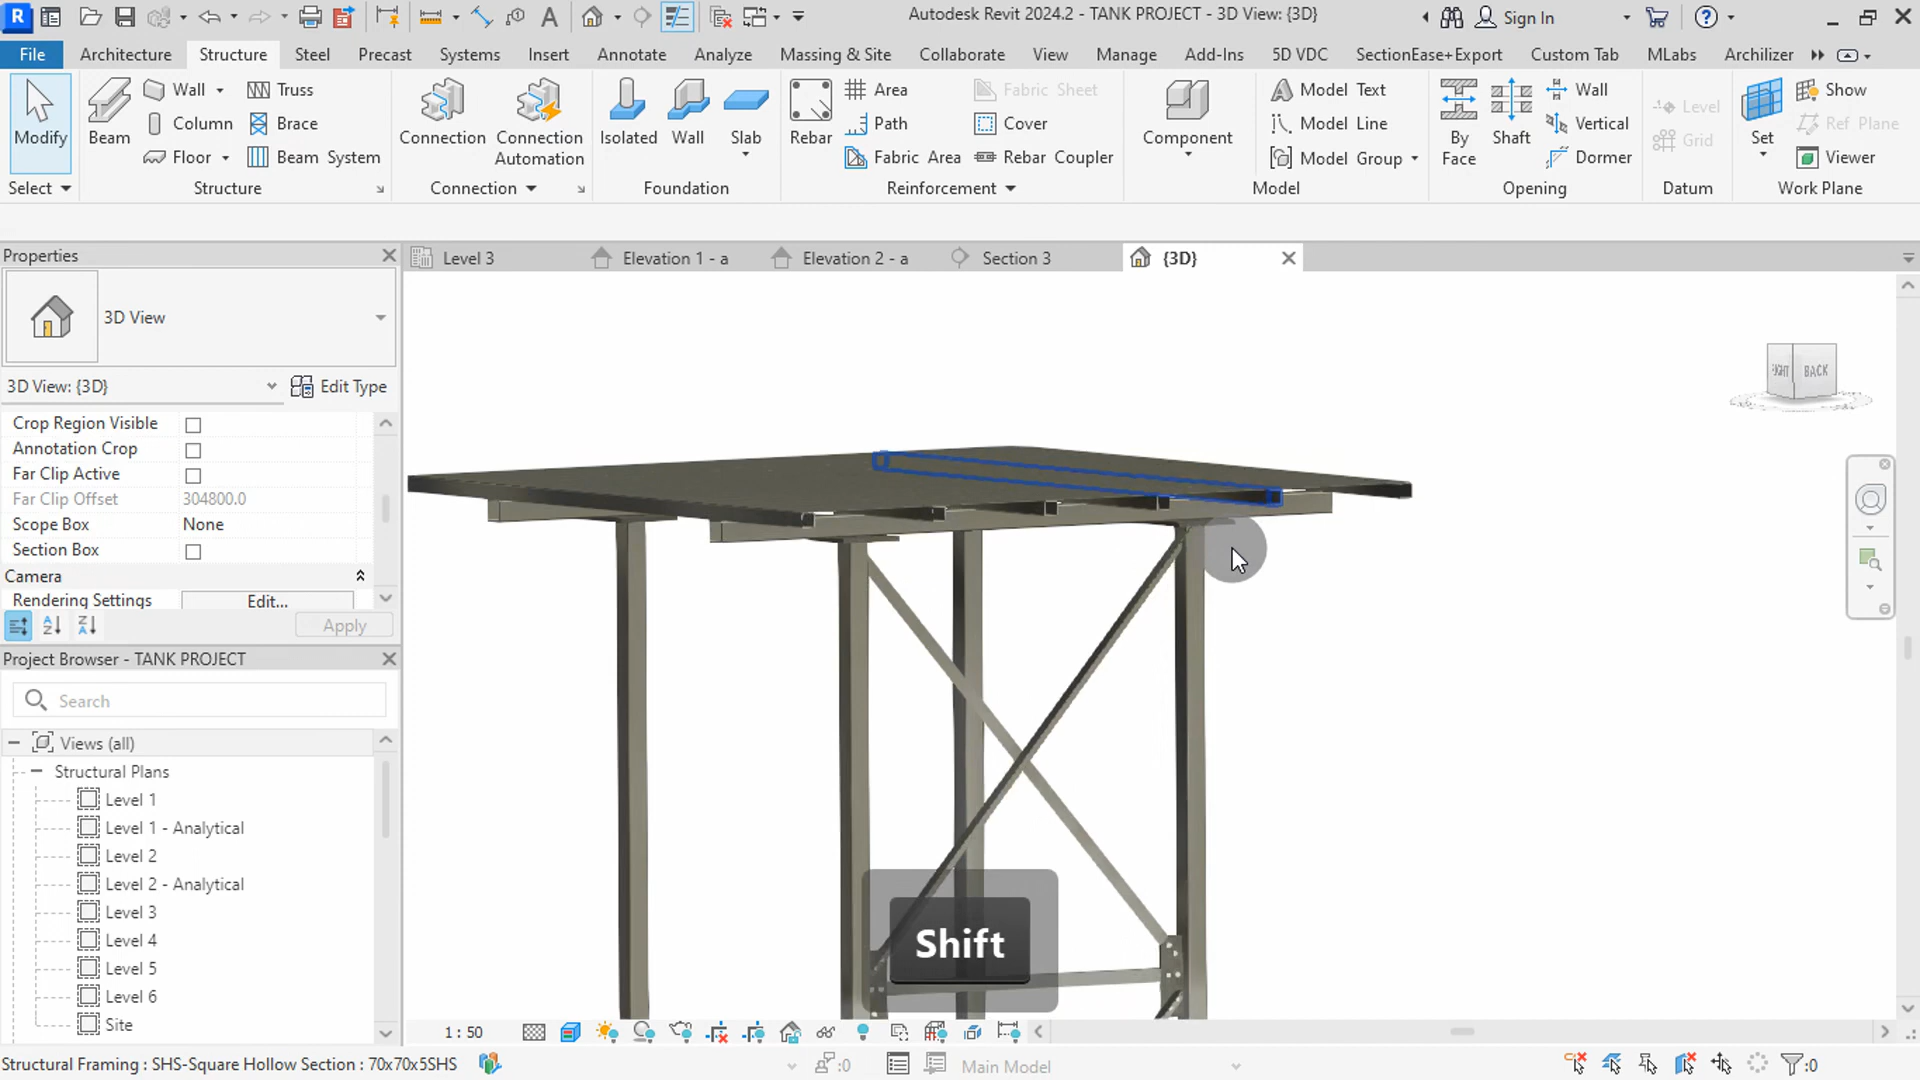 Autodesk Revit 2024.2 - TANK PROJECT - 3D View: {3D}
Sign In
File
Architecture
Structure
Steel
Precast
Systems
Insert
Annotate
Analyze
Massing & Site
Collaborate
View
Manage
Add-Ins
5D VDC
SectionEase+Export
Custom Tab
MLabs
Archilizer
Modify
Beam
Wall
Column
Floor
Truss
Brace
Beam System
Connection
Connection
Automation
Isolated
Wall
Slab
Rebar
Area
Path
Fabric Area
Fabric Sheet
Cover
Rebar Coupler
Component
Model Text
Model Line
Model Group
By
Face
Shaft
Wall
Vertical
Dormer
Level
Grid
Set
Show
Ref Plane
Viewer
Select
Structure
Connection
Foundation
Reinforcement
Model
Opening
Datum
Work Plane
Properties
3D View
3D View: {3D}
Edit Type
Crop Region Visible
Annotation Crop
Far Clip Active
Far Clip Offset 304800.0
Scope Box None
Section Box
Camera
Rendering Settings Edit...
Apply
Project Browser - TANK PROJECT
Search
Views (all)
Structural Plans
Level 1
Level 1 - Analytical
Level 2
Level 2 - Analytical
Level 3
Level 4
Level 5
Level 6
Site
Level 3
Elevation 1 - a
Elevation 2 - a
Section 3
{3D}
BACK
Shift
1 : 50
Structural Framing : SHS-Square Hollow Section : 70x70x5SHS
:0
Main Model
:0